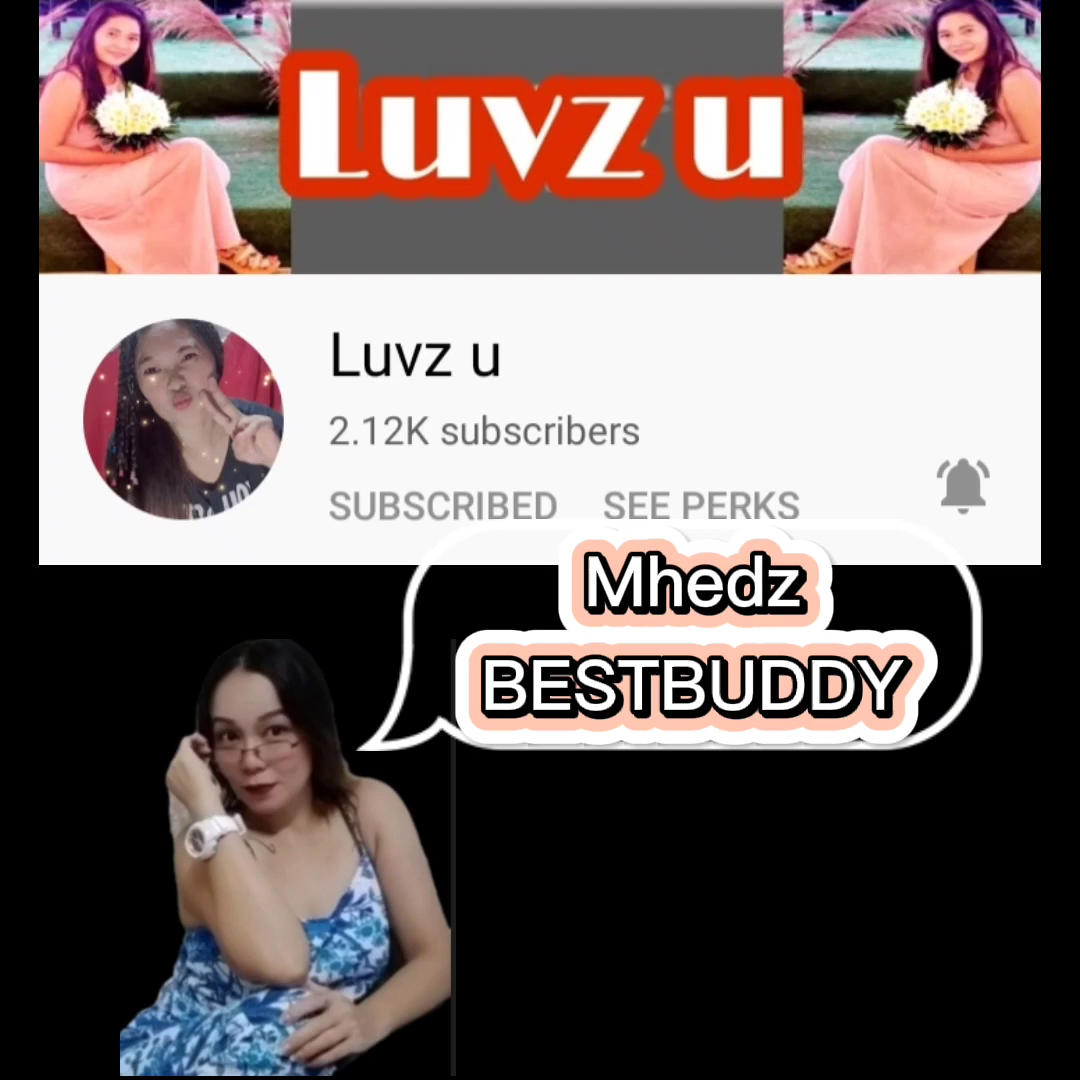 Luvz u
Luvz u
2.12K subscribers
SUBSCRIBED SEE PERKS
Mhedz
BESTBUDDY